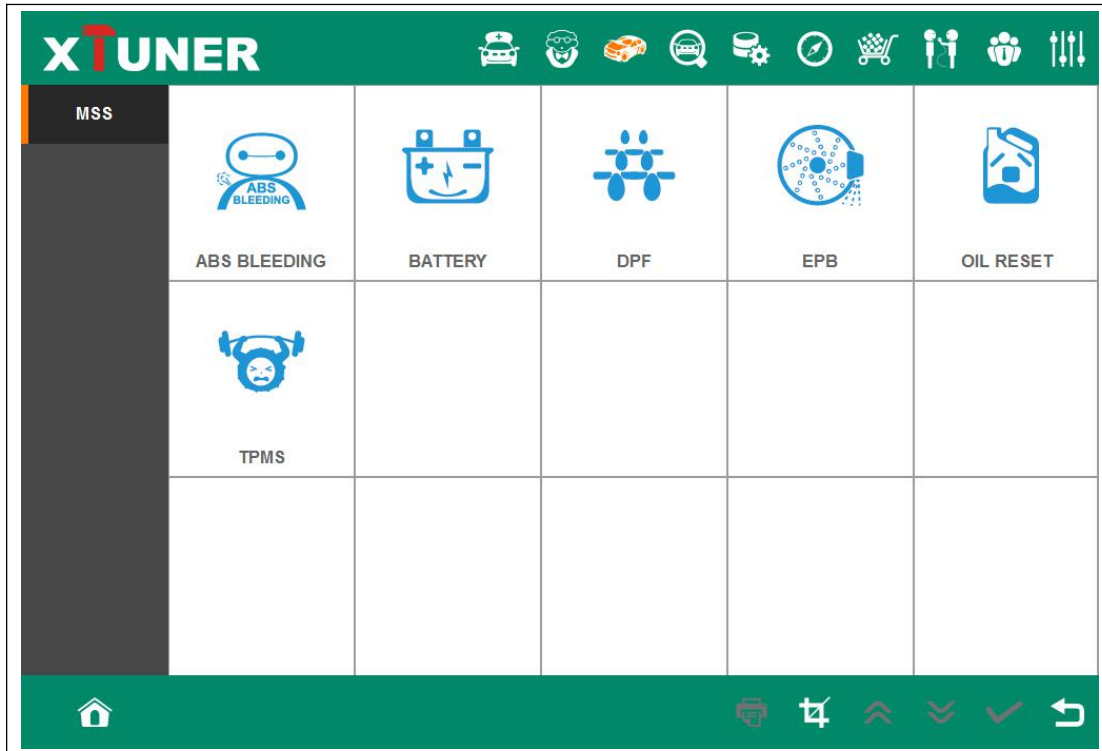 XTUNER
MSS
ABS
BLEEDING
ABS BLEEDING
BATTERY
DPF
EPB
OIL RESET
TPMS